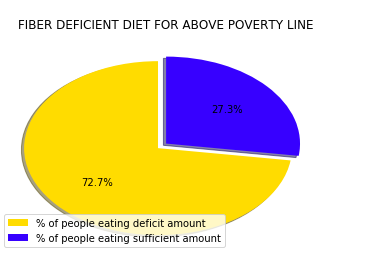 FIBER DEFICIENT DIET FOR ABOVE POVERTY LINE
27.3%
72.7%
% of people eating deficit amount
% of people eating sufficient amount